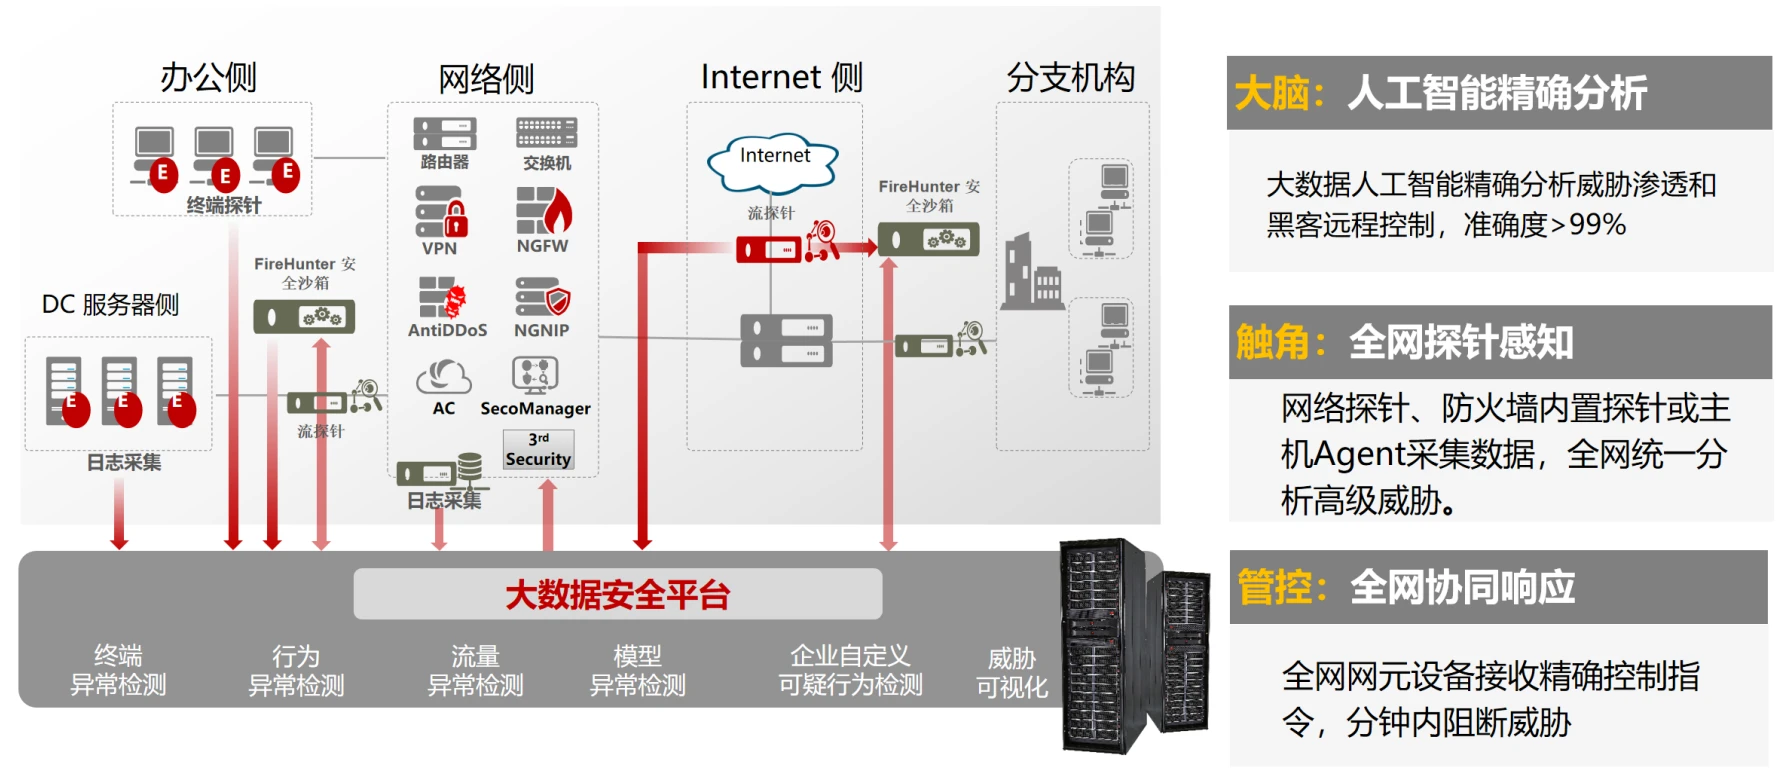 办公侧
网络侧
Internet 侧
分支机构
E
E
E
终端探针
路由器
交换机
VPN
NGFW
AntiDDoS
NGNIP
AC
SecoManager
3rd
Security
日志采集
FireHunter 安
全沙箱
DC 服务器侧
E
E
E
日志采集
流探针
Internet
流探针
FireHunter 安
全沙箱
大数据安全平台
终端
异常检测
行为
异常检测
流量
异常检测
模型
异常检测
企业自定义
可疑行为检测
威胁
可视化
大脑：人工智能精确分析
大数据人工智能精确分析威胁渗透和
黑客远程控制，准确度>99%
触角：全网探针感知
网络探针、防火墙内置探针或主
机Agent采集数据，全网统一分
析高级威胁。
管控：全网协同响应
全网网元设备接收精确控制指
令，分钟内阻断威胁